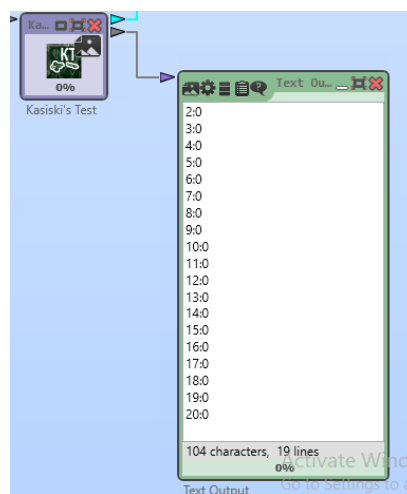 Ka...
KT
0%
Kasiski's Test
Text Ou...
2:0
3:0
4:0
5:0
6:0
7:0
8:0
9:0
10:0
11:0
12:0
13:0
14:0
15:0
16:0
17:0
18:0
19:0
20:0
104 characters, 19 lines
0%
Activate Wind
Go to Settings to a
Text Output